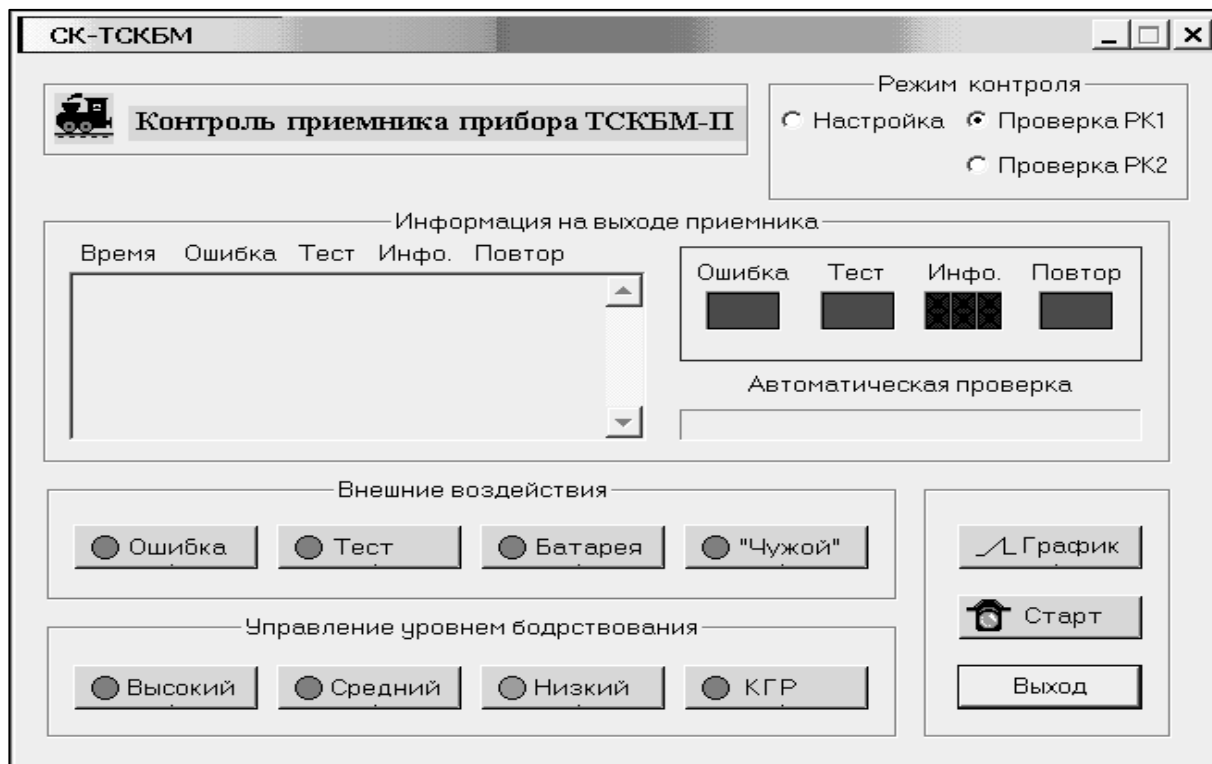 СК-ТСКБМ
Режим контроля
Контроль приемника прибора ТСКБМ-П
Настройка Проверка РК1
Проверка РК2
Информация на выходе приемника
Время Ошибка Тест Инфо. Повтор
Ошибка Тест Инфо. Повтор
Автоматическая проверка
Внешние воздействия
Ошибка Тест Батарея "Чужой"
График
Старт
Управление уровнем бодрствования
Высокий Средний Низкий КГР
Выход